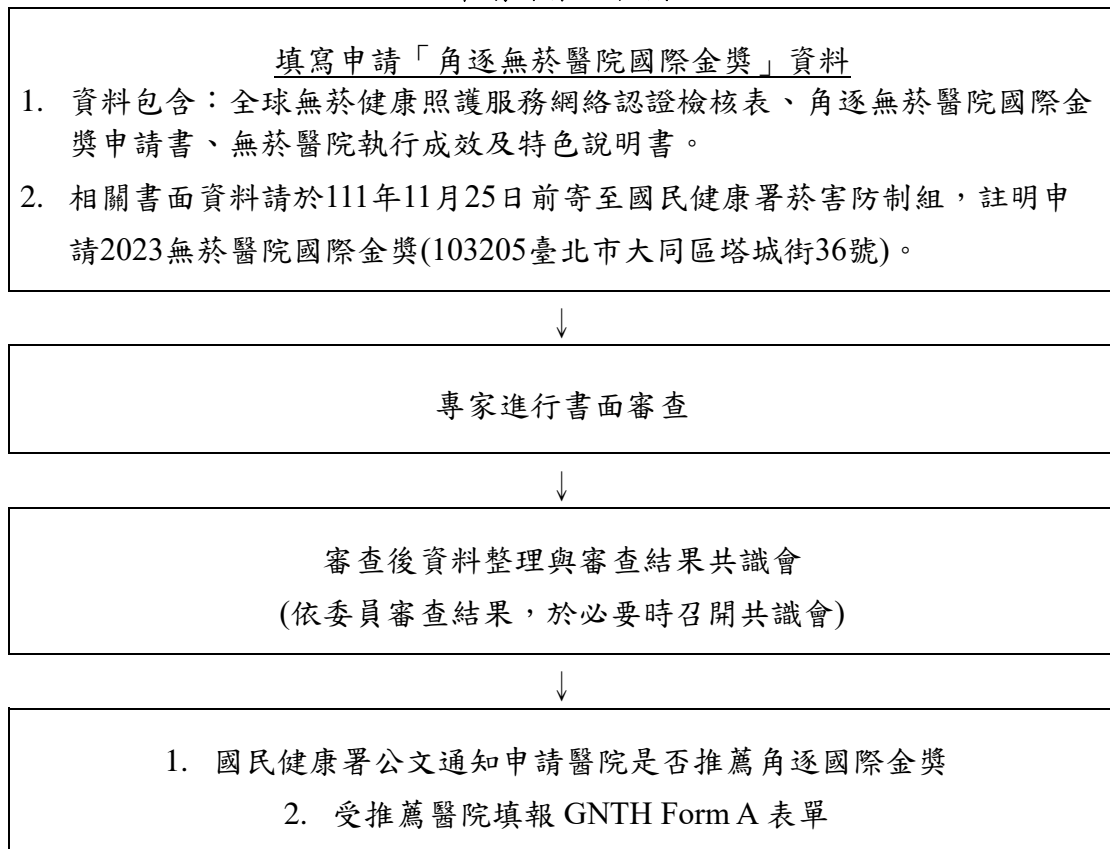 填寫申請「角逐無菸醫院國際金獎」資料
1. 資料包含：全球無菸健康照護服務網絡認證檢核表、角逐無菸醫院國際金
獎申請書、無菸醫院執行成效及特色說明書。
2. 相關書面資料請於111年11月25日前寄至國民健康署菸害防制組，註明申
請2023無菸醫院國際金獎(103205臺北市大同區塔城街36號)。
↓
專家進行書面審查
↓
審查後資料整理與審查結果共識會
(依委員審查結果，於必要時召開共識會)
↓
1. 國民健康署公文通知申請醫院是否推薦角逐國際金獎
2. 受推薦醫院填報 GNTH Form A 表單